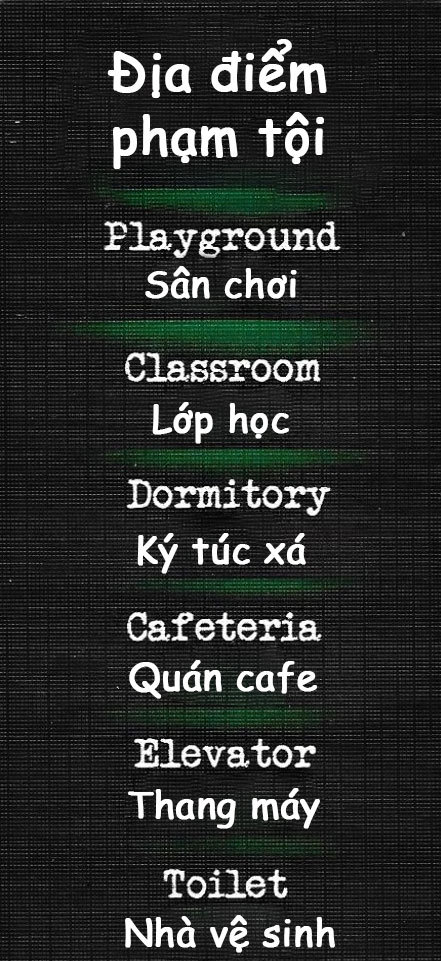 Địa điểm
phạm tội
Playground
Sân chơi
Classroom
Lớp học
Dormitory
Ký túc xá
Cafeteria
Quán cafe
Elevator
Thang máy
Toilet
Nhà vệ sinh